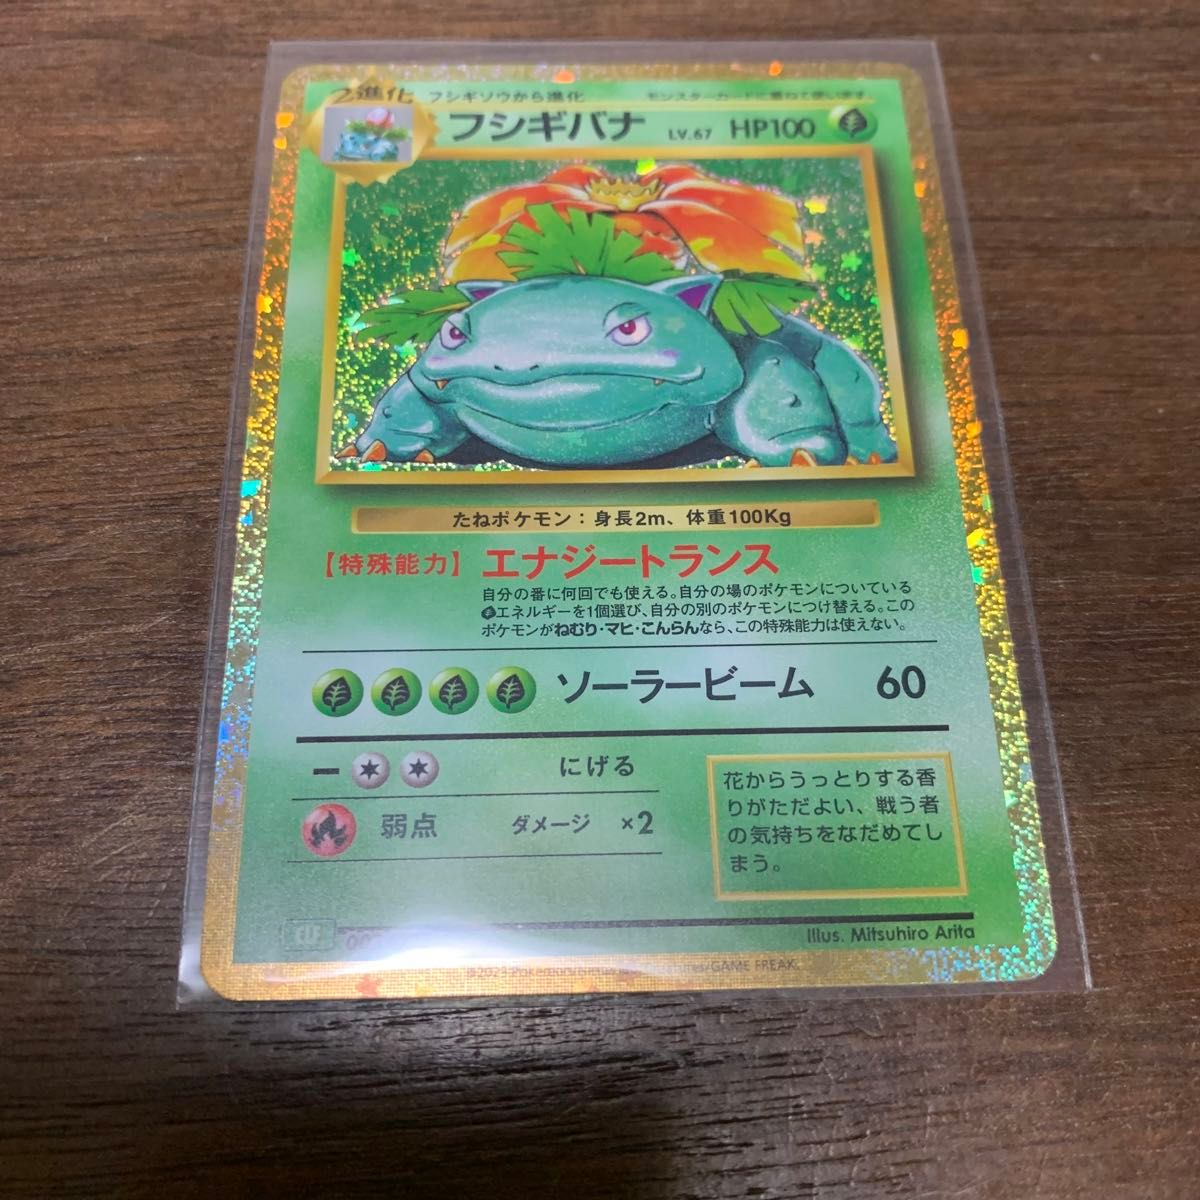 2進化 フシギソウから進化 モンスターカードに重ねて使います
フシギバナ LV.67 HP100
たねポケモン：身長2m、体重100Kg
【特殊能力】 エナジートランス
自分の番に何回でも使える。自分の場のポケモンについている
エネルギーを1個選び、自分の別のポケモンにつけ替える。この
ポケモンがねむり・マヒ・こんらんなら、この特殊能力は使えない。
ソーラービーム 60
にげる
弱点 ダメージ ×2
花からうっとりする香
りがただよい、戦う者
の気持ちをなだめてし
まう。
Illus. Mitsuhiro Arita
©2023 Pokémon GAME FREAK.